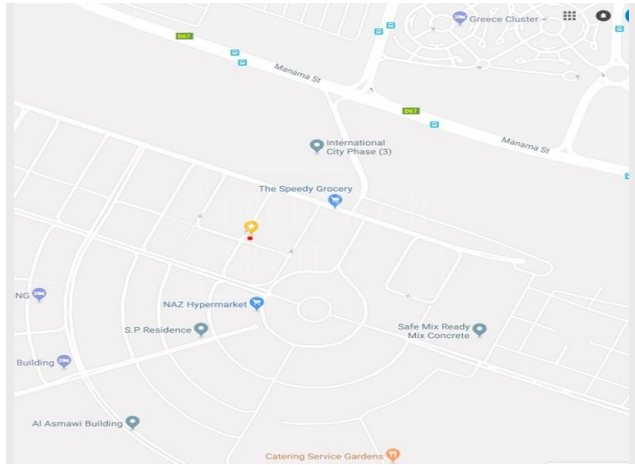 Greece Cluster
D67
Manama St
D67
Manama St
International
City Phase (3)
The Speedy Grocery
NG
NAZ Hypermarket
S.P Residence
Safe Mix Ready
Mix Concrete
Building
Al Asmawi Building
Catering Service Gardens